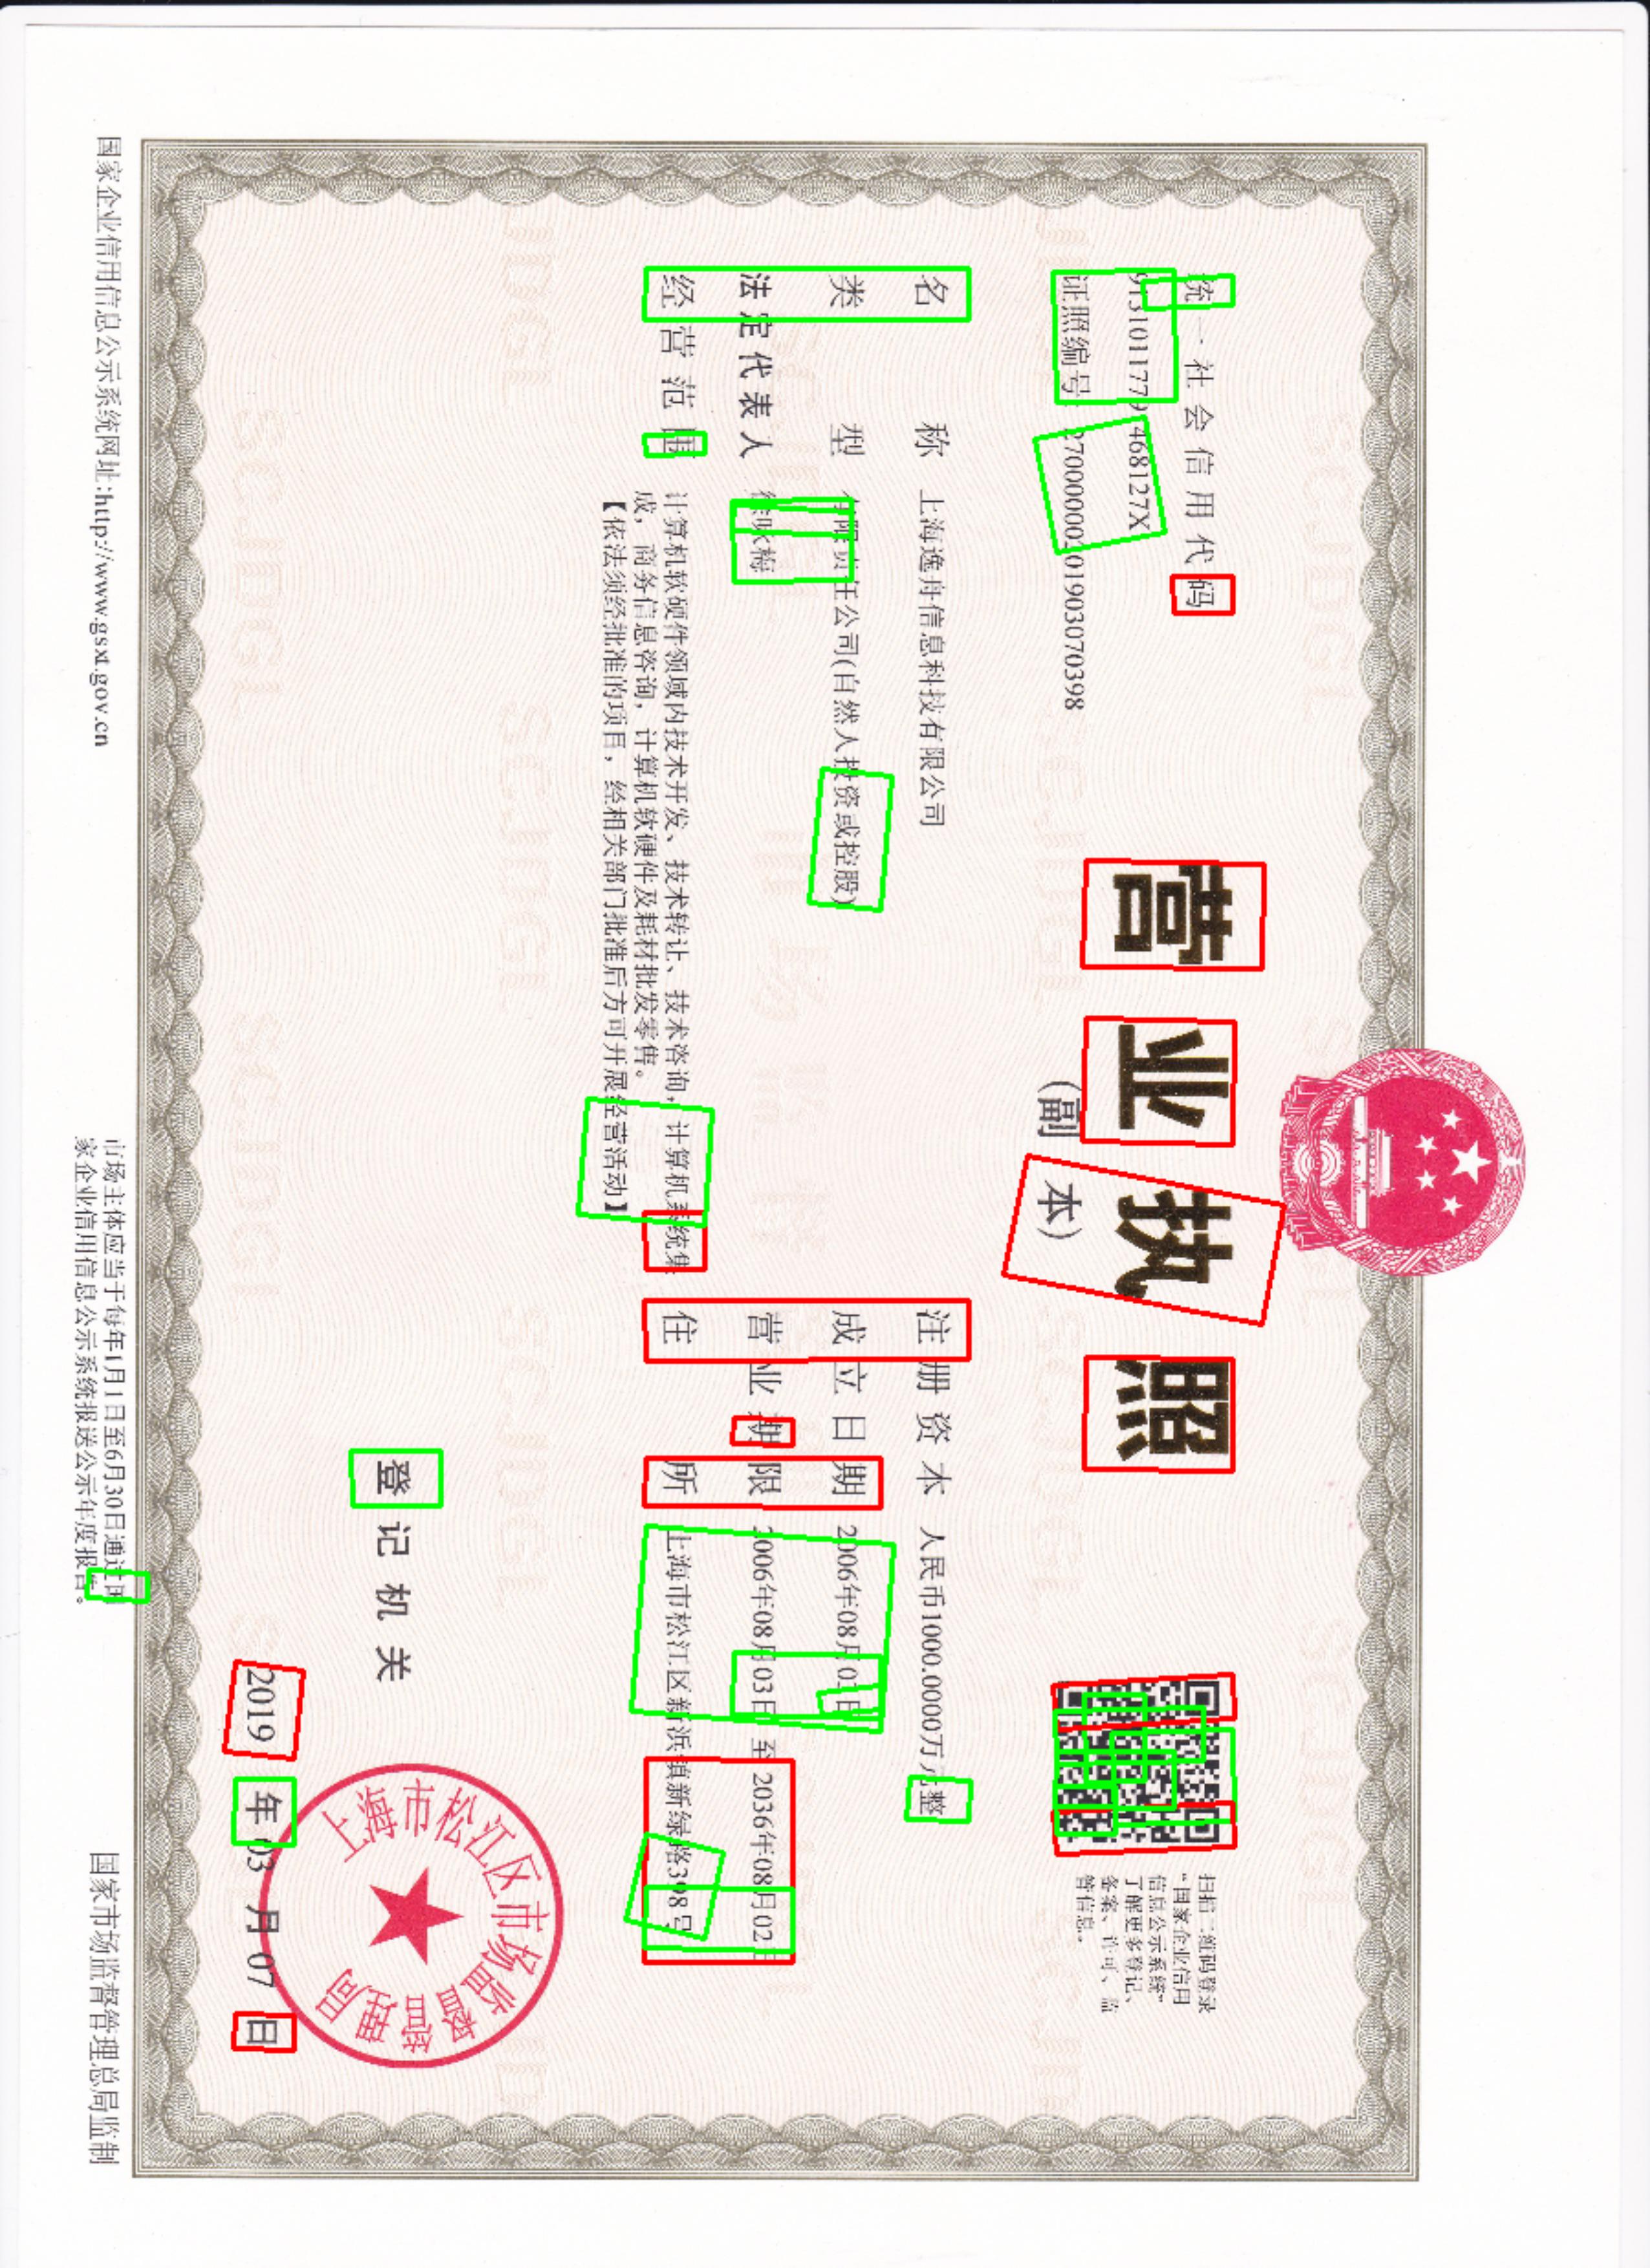 营业执照
(副 本)
统一社会信用代码
91310117791468127X
证照编号 27000000201903070398
扫描二维码登录
“国家企业信用
信息公示系统”
了解更多登记、
备案、许可、监
管信息。
名 称 上海逸舟信息科技有限公司
类 型 有限责任公司(自然人投资或控股)
法定代表人 徐咏梅
经营范围 计算机软硬件领域内技术开发、技术转让、技术咨询,计算机系统集
成,商务信息咨询,计算机软硬件及耗材批发零售。
【依法须经批准的项目,经相关部门批准后方可开展经营活动】
注册资本 人民币1000.0000万元整
成立日期 2006年08月03日
营业期限 2006年08月03日 至 2036年08月02日
住 所 上海市松江区新浜镇新绿路398号
登记机关
上海市松江区市场监督管理局
2019 年 03 月 07 日
国家企业信用信息公示系统网址:http://www.gsxt.gov.cn
市场主体应当于每年1月1日至6月30日通过国
家企业信用信息公示系统报送公示年度报告。
国家市场监督管理总局监制